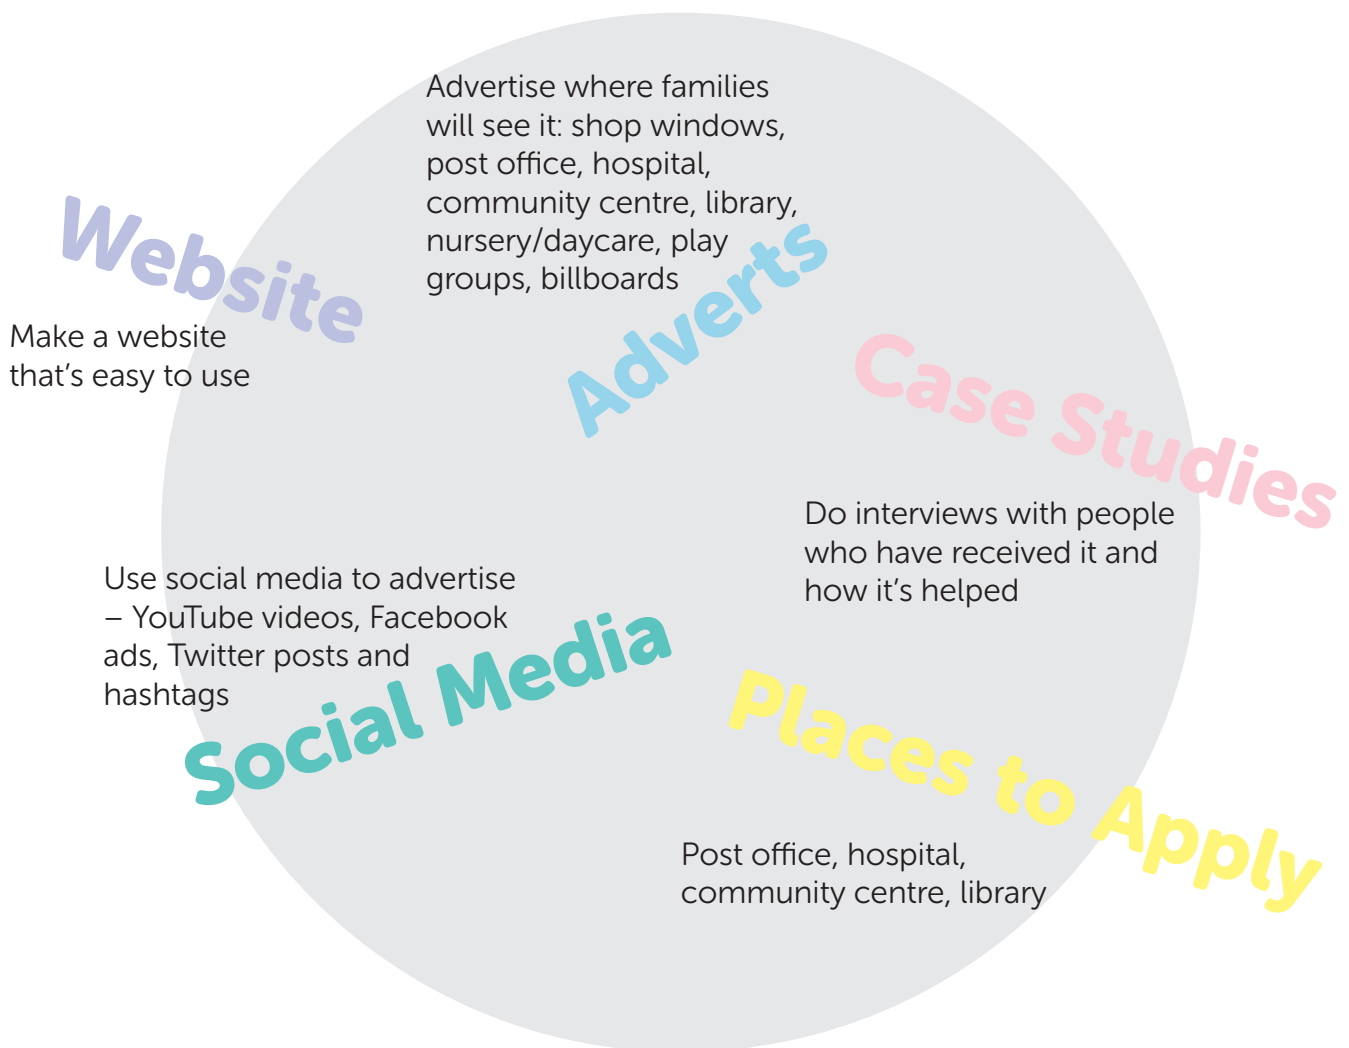 Advertise where families
will see it: shop windows,
post office, hospital,
community centre, library,
nursery/daycare, play
groups, billboards
Website
Make a website
that's easy to use
Adverts
Case Studies
Do interviews with people
who have received it and
how it's helped
Use social media to advertise
– YouTube videos, Facebook
ads, Twitter posts and
hashtags
Social Media
Places to Apply
Post office, hospital,
community centre, library